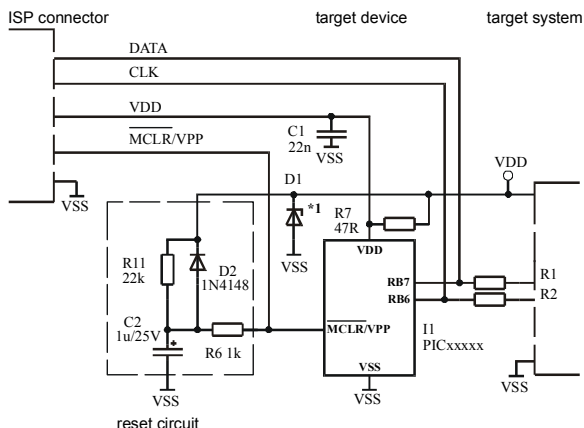 ISP connector
target device
target system
DATA
CLK
VDD
MCLR/VPP
VSS
C1
22n
VSS
VDD
D1
*1
VSS
R7
47R
VDD
R11
22k
D2
1N4148
RB7
RB6
R1
R2
C2
1u/25V
+
R6 1k
MCLR/VPP
I1
PICxxxxx
VSS
VSS
VSS
VSS
reset circuit